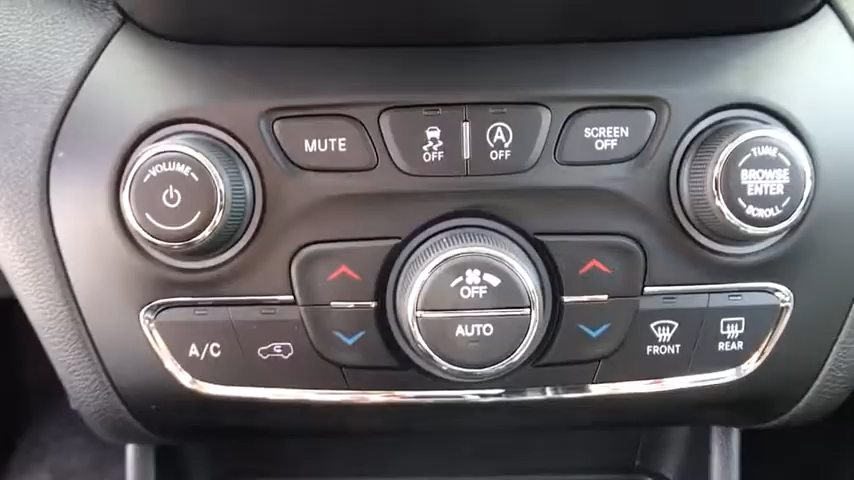 VOLUME
MUTE
OFF
A
OFF
SCREEN
OFF
TUNE
BROWSE
ENTER
SCROLL
OFF
AUTO
A/C
FRONT
REAR